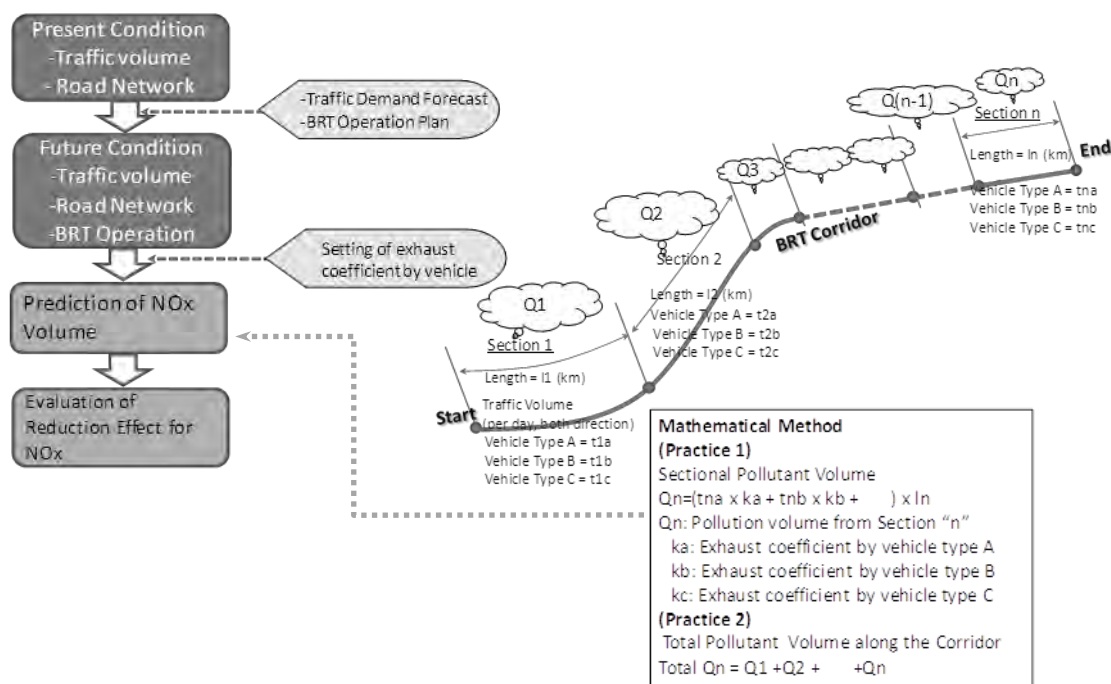 Present Condition
-Traffic volume
- Road Network
-Traffic Demand Forecast
-BRT Operation Plan
Future Condition
-Traffic volume
-Road Network
-BRT Operation
Setting of exhaust
coefficient by vehicle
Prediction of NOx
Volume
Evaluation of
Reduction Effect for
NOx
Q1
Section 1
Length = l1 (km)
Start
Traffic Volume
(per day, both direction)
Vehicle Type A = t1a
Vehicle Type B = t1b
Vehicle Type C = t1c
Q2
Section 2
Length = l2 (km)
Vehicle Type A = t2a
Vehicle Type B = t2b
Vehicle Type C = t2c
Q3
BRT Corridor
Q(n-1)
Qn
Section n
Length = ln (km)
End
Vehicle Type A = tna
Vehicle Type B = tnb
Vehicle Type C = tnc
Mathematical Method
(Practice 1)
Sectional Pollutant Volume
Qn=(tna x ka + tnb x kb + ) x ln
Qn: Pollution volume from Section “n”
ka: Exhaust coefficient by vehicle type A
kb: Exhaust coefficient by vehicle type B
kc: Exhaust coefficient by vehicle type C
(Practice 2)
Total Pollutant Volume along the Corridor
Total Qn = Q1 +Q2 + +Qn